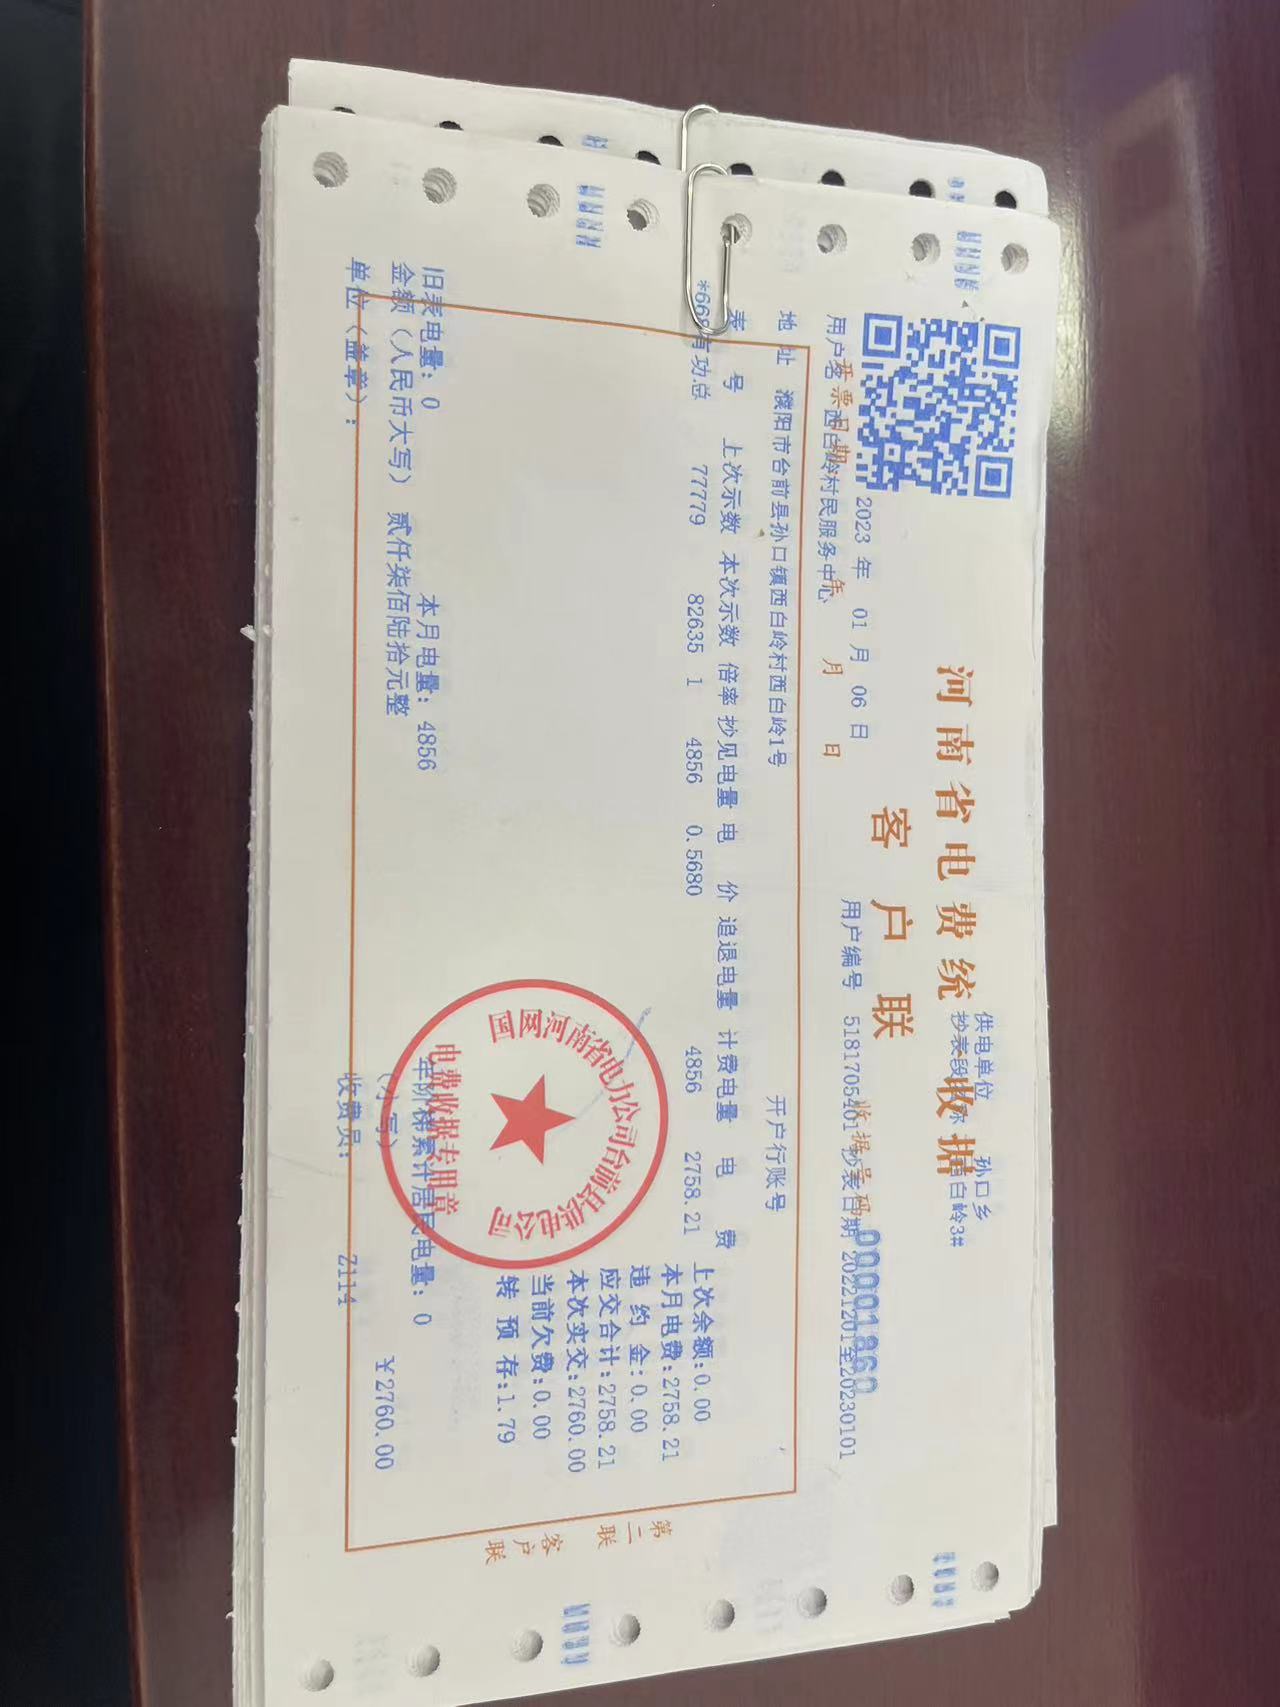 河南省电费统一收据
客户联
供电单位 孙口乡
抄表段 西白岭3#
2023 年 01 月 06 日
年 月 日
收据号码 00001860
用户编号 5181705461 抄表日期 20221201至20230101
西白岭村民服务中心
地 址 濮阳市台前县孙口镇西白岭村西白岭1号 开户行账号
表 号 上次示数 本次示数 倍率 抄见电量 电 价 追退电量 计费电量 电 费
有功总 77779 82635 1 4856 0.5680 4856 2758.21
上次余额:0.00
本月电费:2758.21
违 约 金:0.00
应交合计:2758.21
本次实交:2760.00
当前欠费:0.00
转 预 存:1.79
旧表电量: 0 本月电量: 4856 年阶梯累计居民电量: 0
金额（人民币大写） 贰仟柒佰陆拾元整 （小写） ￥2760.00
单位（盖章）: 收费员: Z114
国网河南省电力公司台前县供电公司
电费收据专用章
第二联 客户联